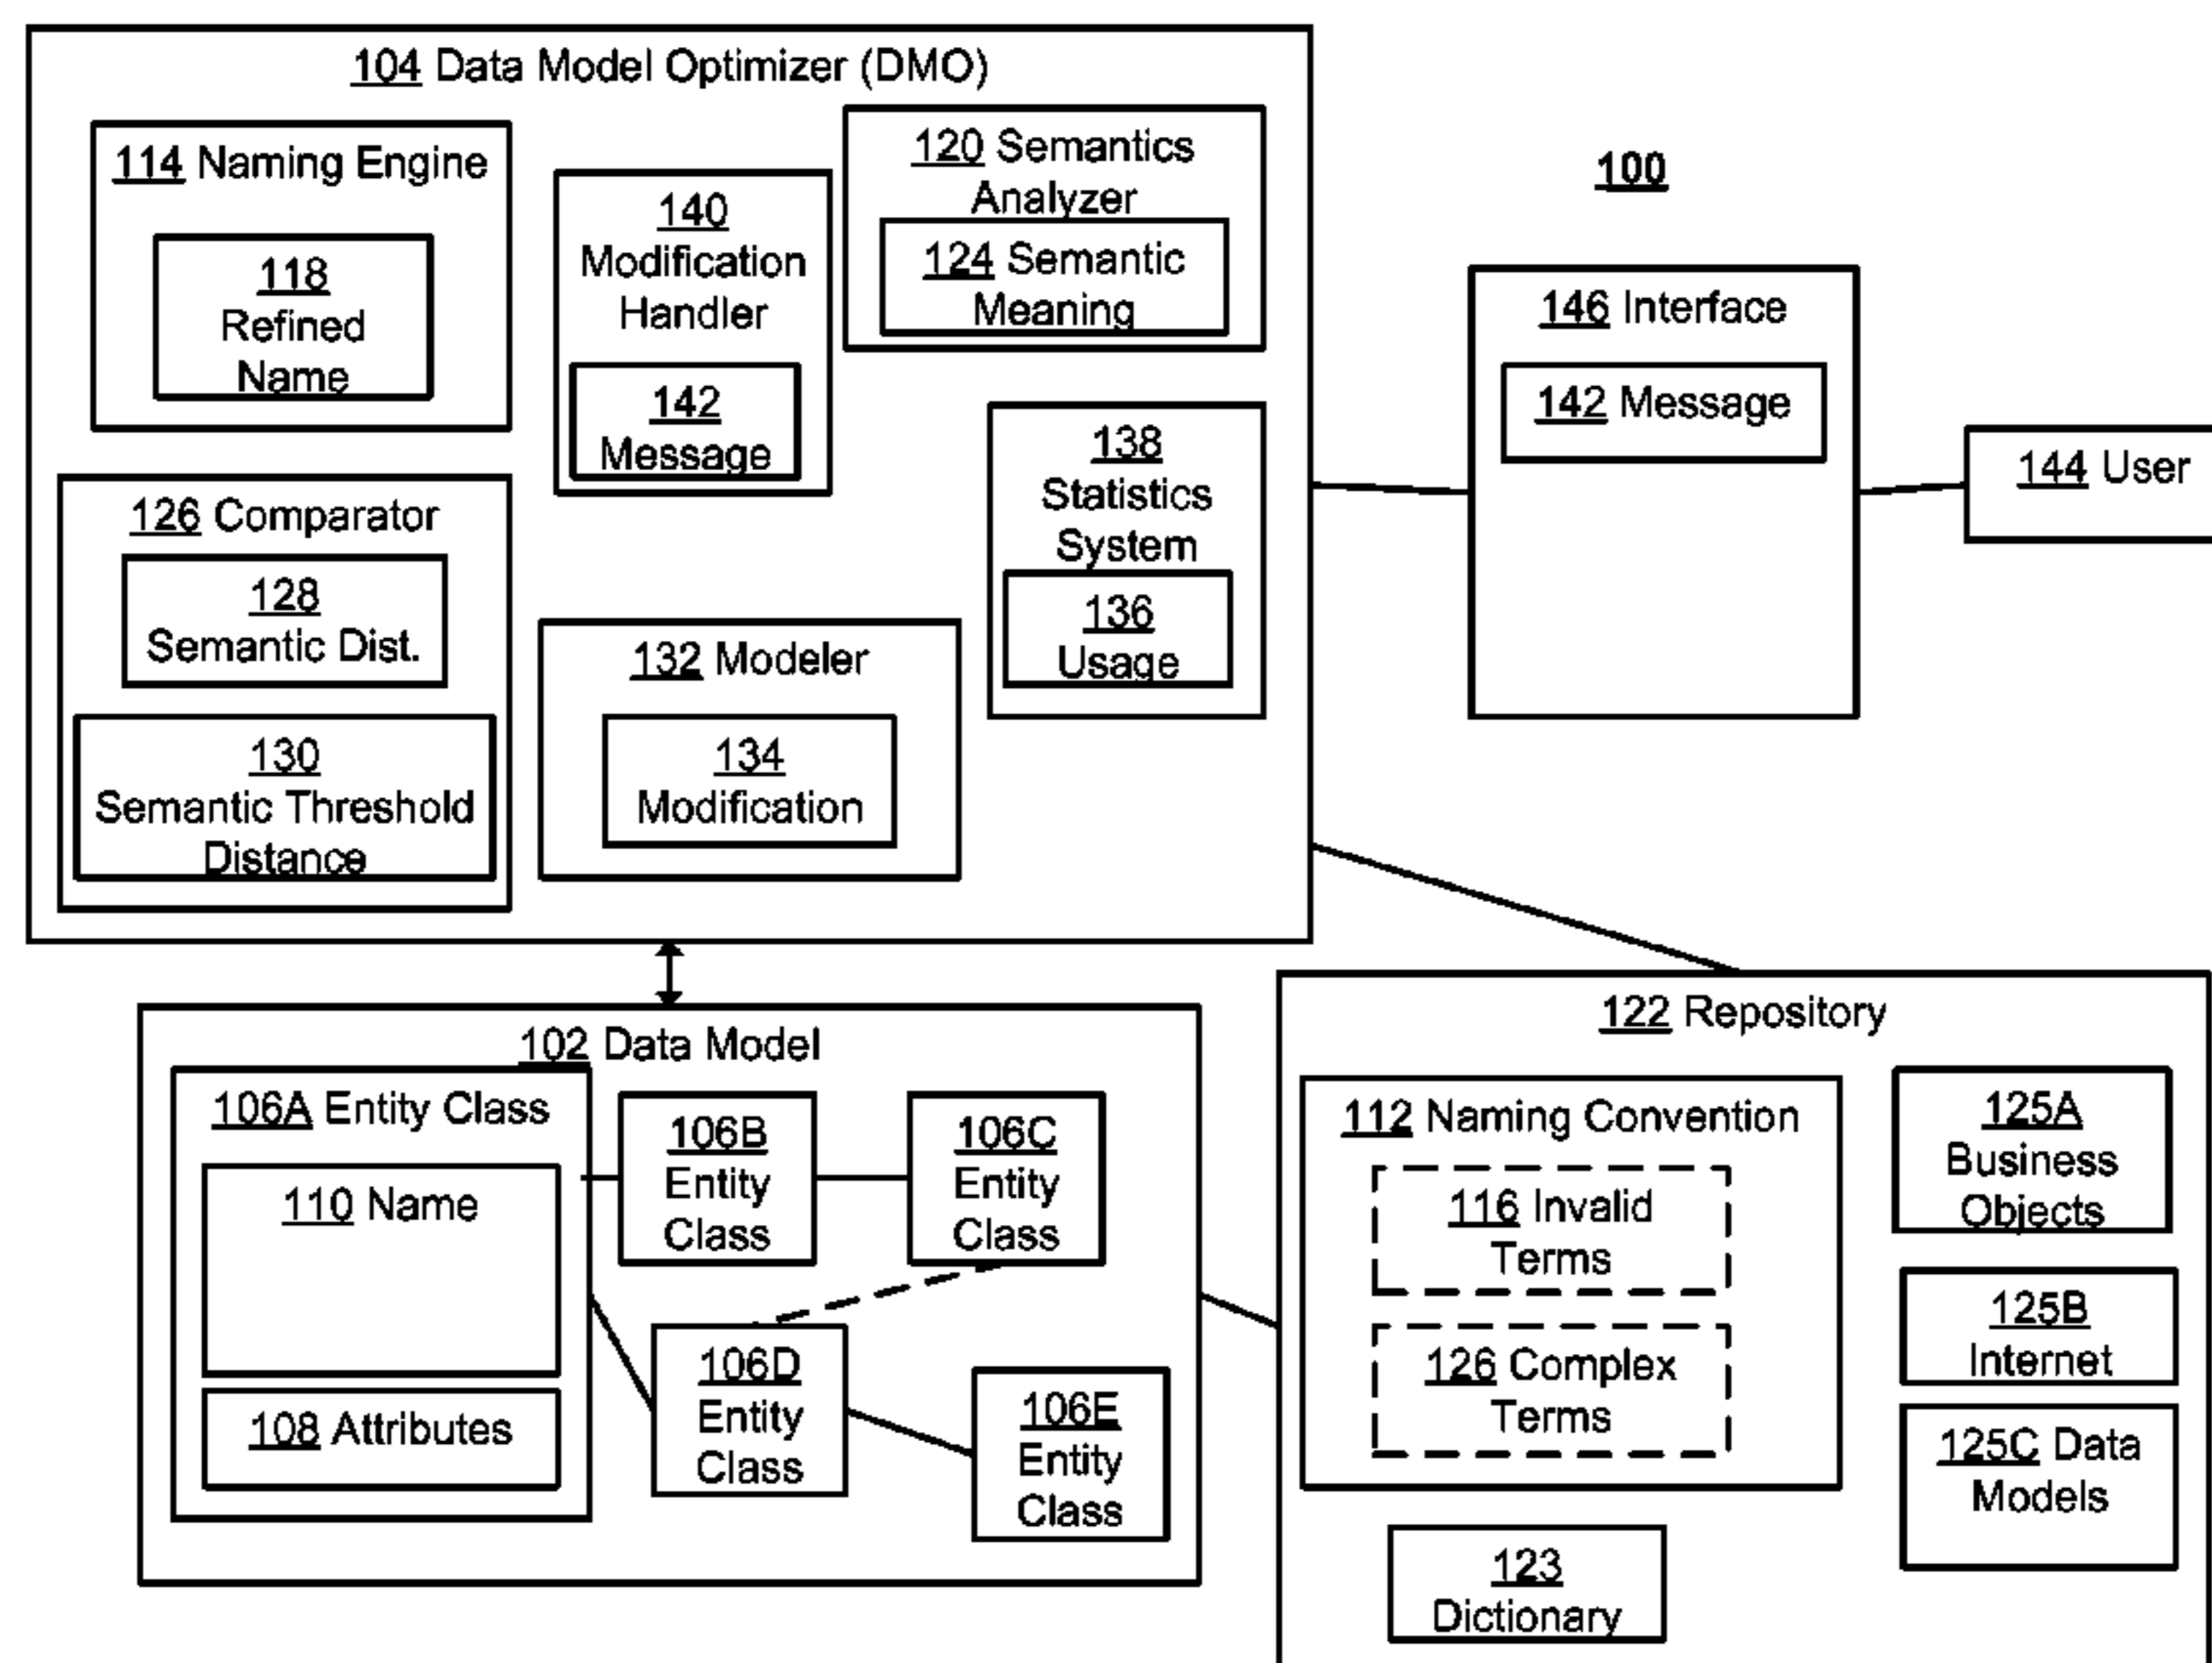 104 Data Model Optimizer (DMO)
114 Naming Engine
118
Refined
Name
140
Modification
Handler
142
Message
120 Semantics
Analyzer
124 Semantic
Meaning
126 Comparator
128
Semantic Dist.
130
Semantic Threshold
Distance
132 Modeler
134
Modification
138
Statistics
System
136
Usage
100
146 Interface
142 Message
144 User
102 Data Model
106A Entity Class
110 Name
108 Attributes
106B
Entity
Class
106C
Entity
Class
106D
Entity
Class
106E
Entity
Class
122 Repository
112 Naming Convention
116 Invalid
Terms
126 Complex
Terms
125A
Business
Objects
125B
Internet
125C Data
Models
123
Dictionary